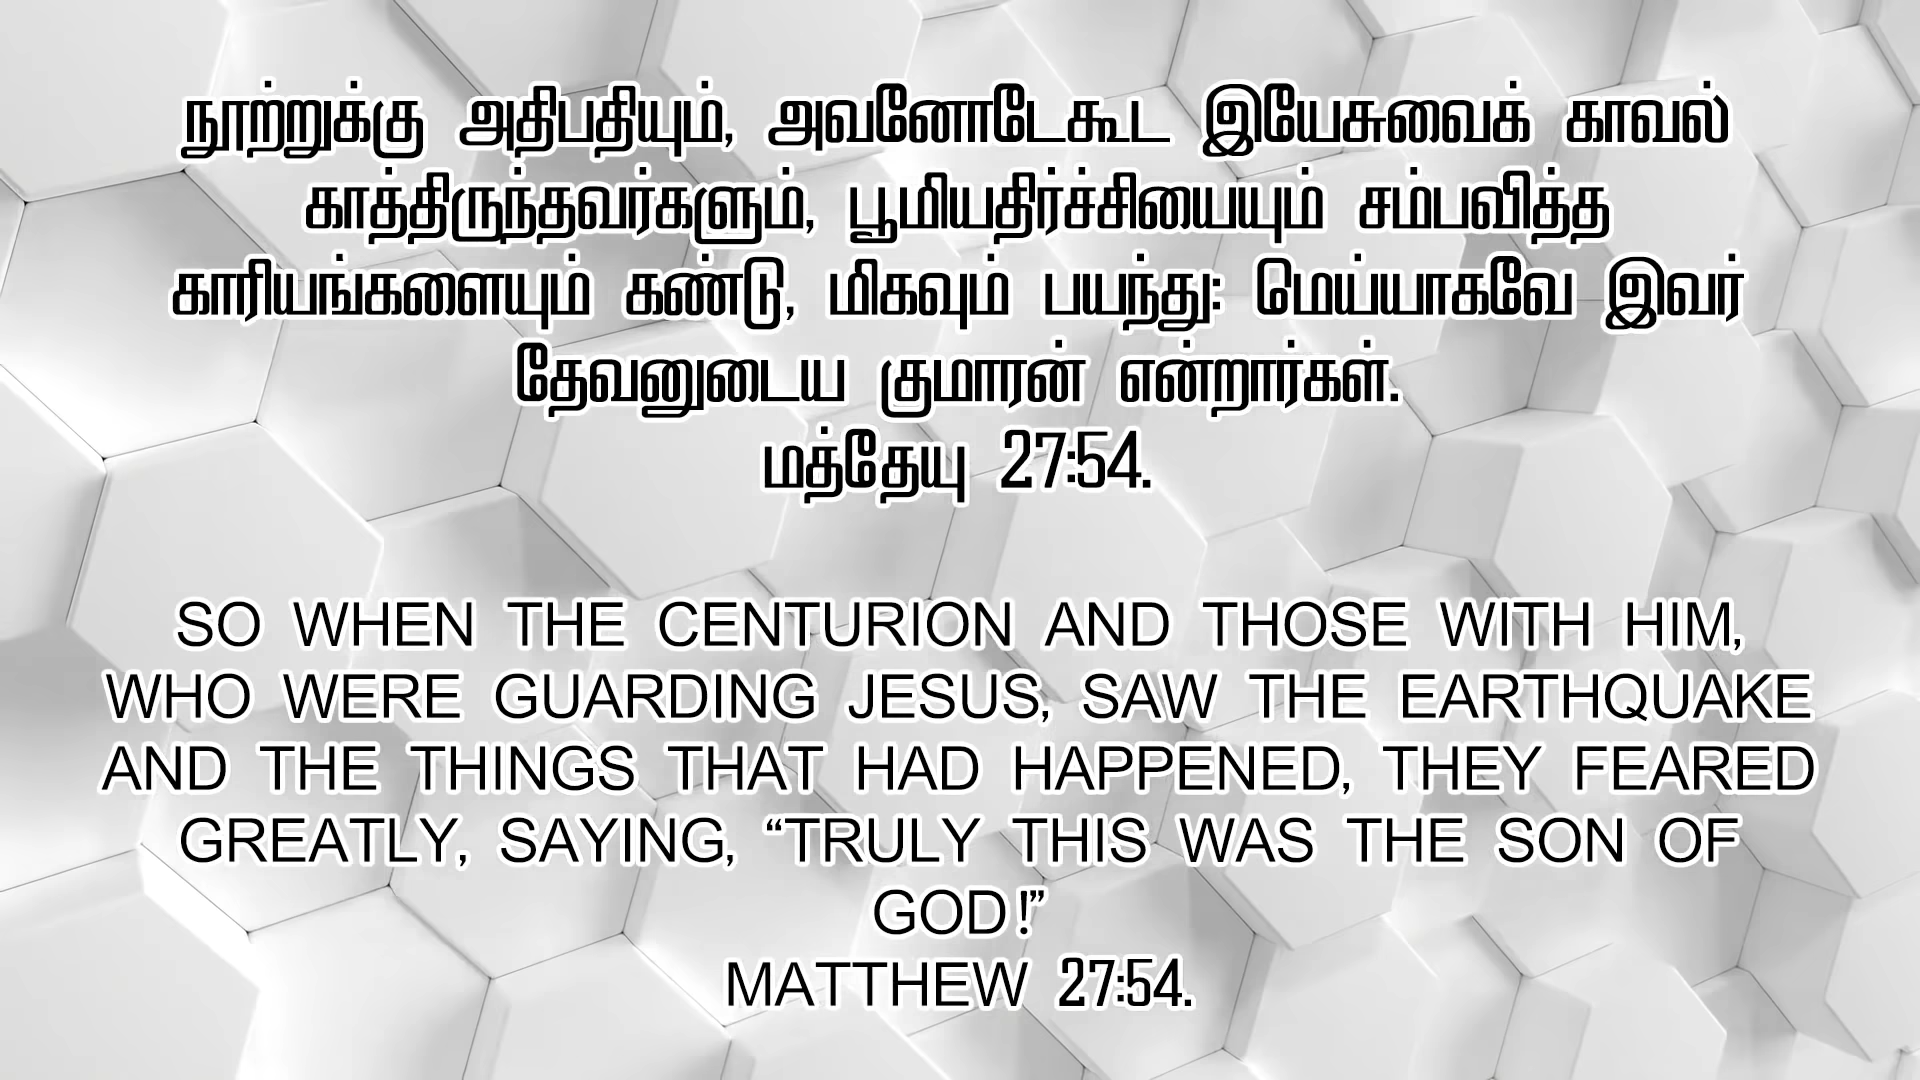 நூற்றுக்கு அதிபதியும், அவனோடேகூட இயேசுவைக் காவல்
காத்திருந்தவர்களும், பூமியதிர்ச்சியையும் சம்பவித்த
காரியங்களையும் கண்டு, மிகவும் பயந்து: மெய்யாகவே இவர்
தேவனுடைய குமாரன் என்றார்கள்.
மத்தேயு 27:54.
SO WHEN THE CENTURION AND THOSE WITH HIM,
WHO WERE GUARDING JESUS, SAW THE EARTHQUAKE
AND THE THINGS THAT HAD HAPPENED, THEY FEARED
GREATLY, SAYING, “TRULY THIS WAS THE SON OF
GOD!”
MATTHEW 27:54.